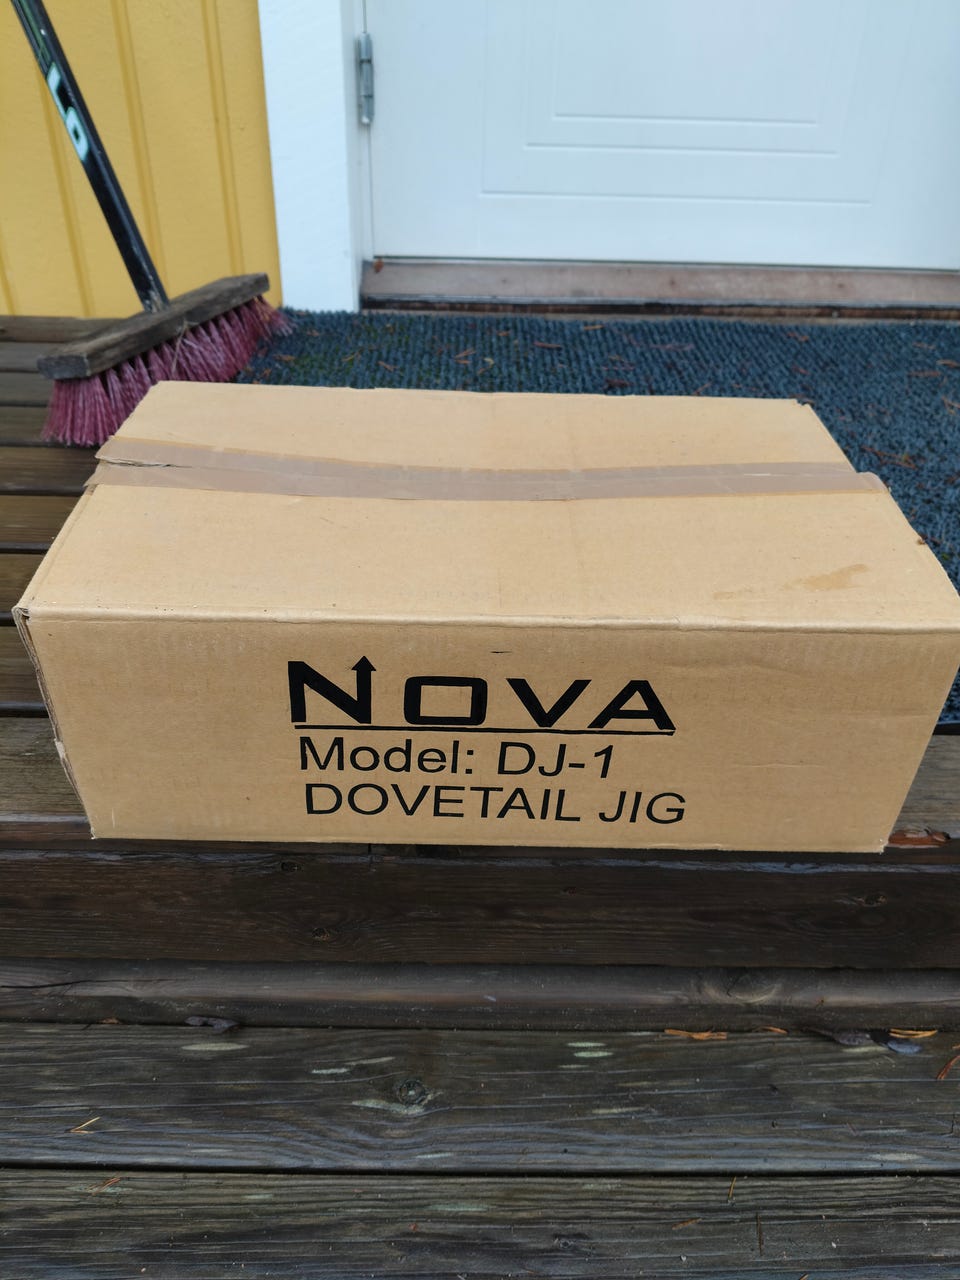 NOVA
Model: DJ-1
DOVETAIL JIG